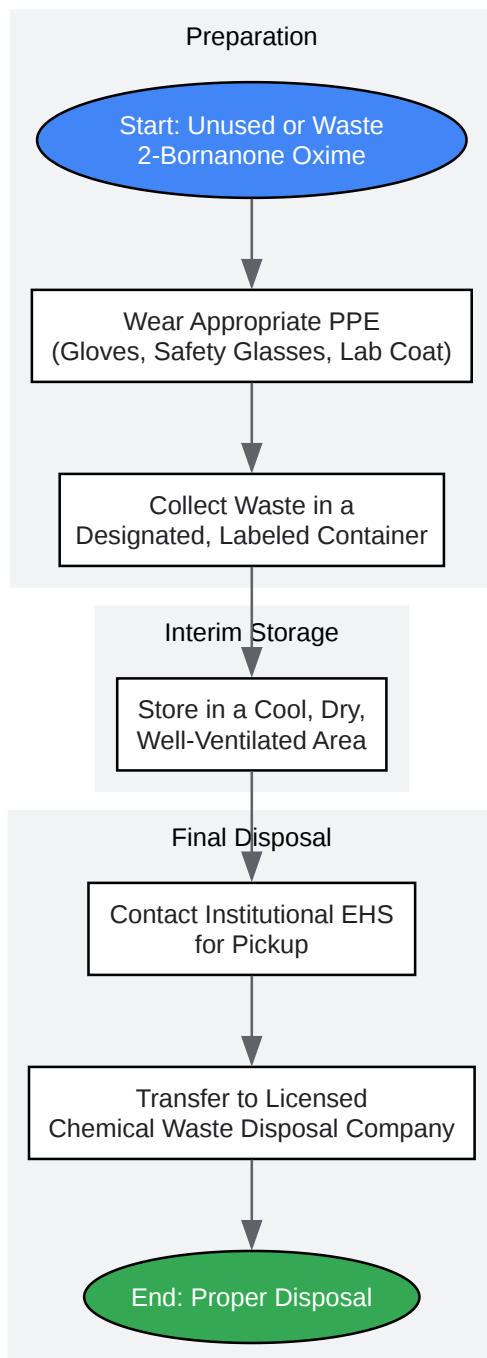 Preparation
Start: Unused or Waste
2-Bornanone Oxime
Wear Appropriate PPE
(Gloves, Safety Glasses, Lab Coat)
Collect Waste in a
Designated, Labeled Container
Interim Storage
Store in a Cool, Dry,
Well-Ventilated Area
Final Disposal
Contact Institutional EHS
for Pickup
Transfer to Licensed
Chemical Waste Disposal Company
End: Proper Disposal